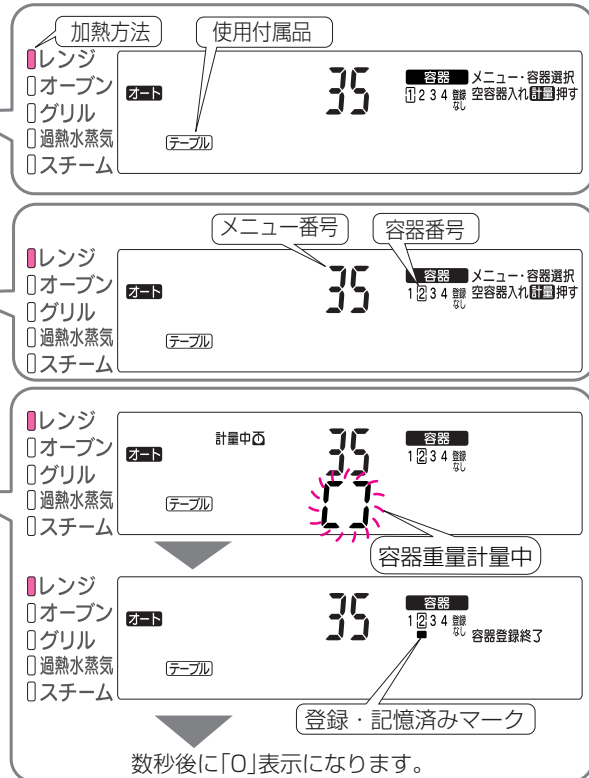 加熱方法
使用付属品
レンジ
オーブン
グリル
過熱水蒸気
スチーム
オート
テーブル
35
容器
1 2 3 4 登録なし
メニュー・容器選択
空容器入れ計量押す
メニュー番号
容器番号
レンジ
オーブン
グリル
過熱水蒸気
スチーム
オート
テーブル
35
容器
1 2 3 4 登録なし
メニュー・容器選択
空容器入れ計量押す
レンジ
オーブン
グリル
過熱水蒸気
スチーム
計量中
オート
テーブル
35
容器
1 2 3 4 登録なし
容器重量計量中
レンジ
オーブン
グリル
過熱水蒸気
スチーム
オート
テーブル
35
容器
1 2 3 4 登録なし
容器登録終了
登録・記憶済みマーク
数秒後に「0」表示になります。